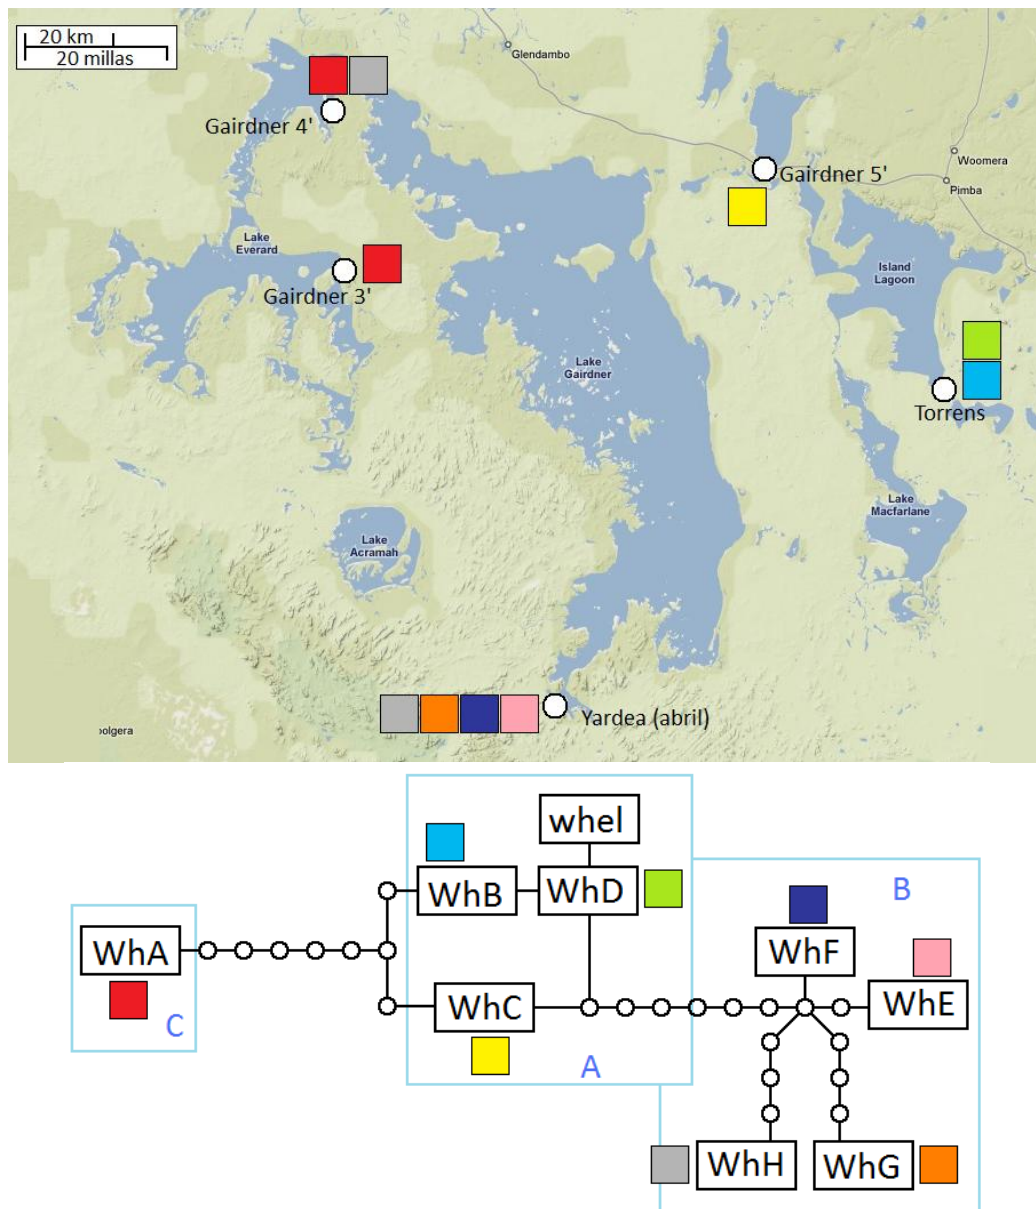 20 km
20 millas
Glendambo
Gairdner 4'
Woomera
Gairdner 5'
Pimba
Lake
Everard
Island
Lagoon
Gairdner 3'
Lake
Gairdner
Torrens
Lake
Macfarlane
Lake
Acramah
Yardea (abril)
oolgera
whel
WhB
WhD
B
WhA
WhF
C
WhC
WhE
A
WhH
WhG